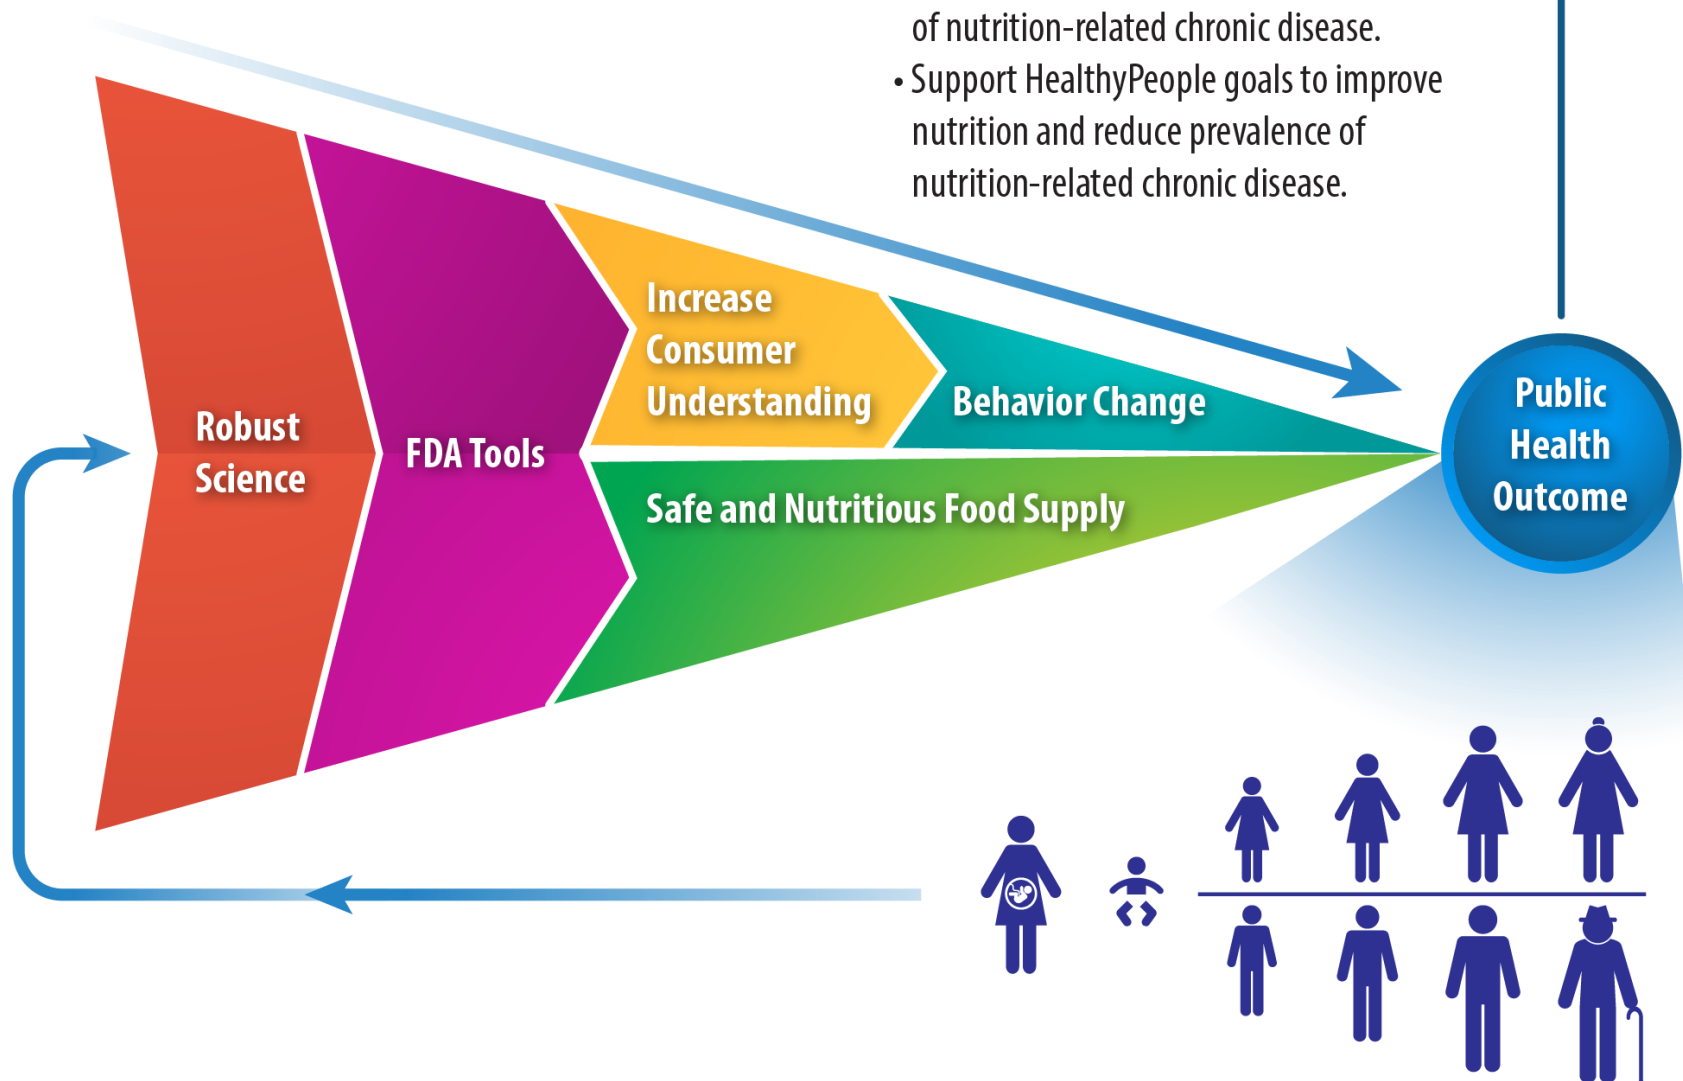 of nutrition-related chronic disease.
• Support HealthyPeople goals to improve
nutrition and reduce prevalence of
nutrition-related chronic disease.
Robust
Science
FDA Tools
Increase
Consumer
Understanding
Behavior Change
Safe and Nutritious Food Supply
Public
Health
Outcome